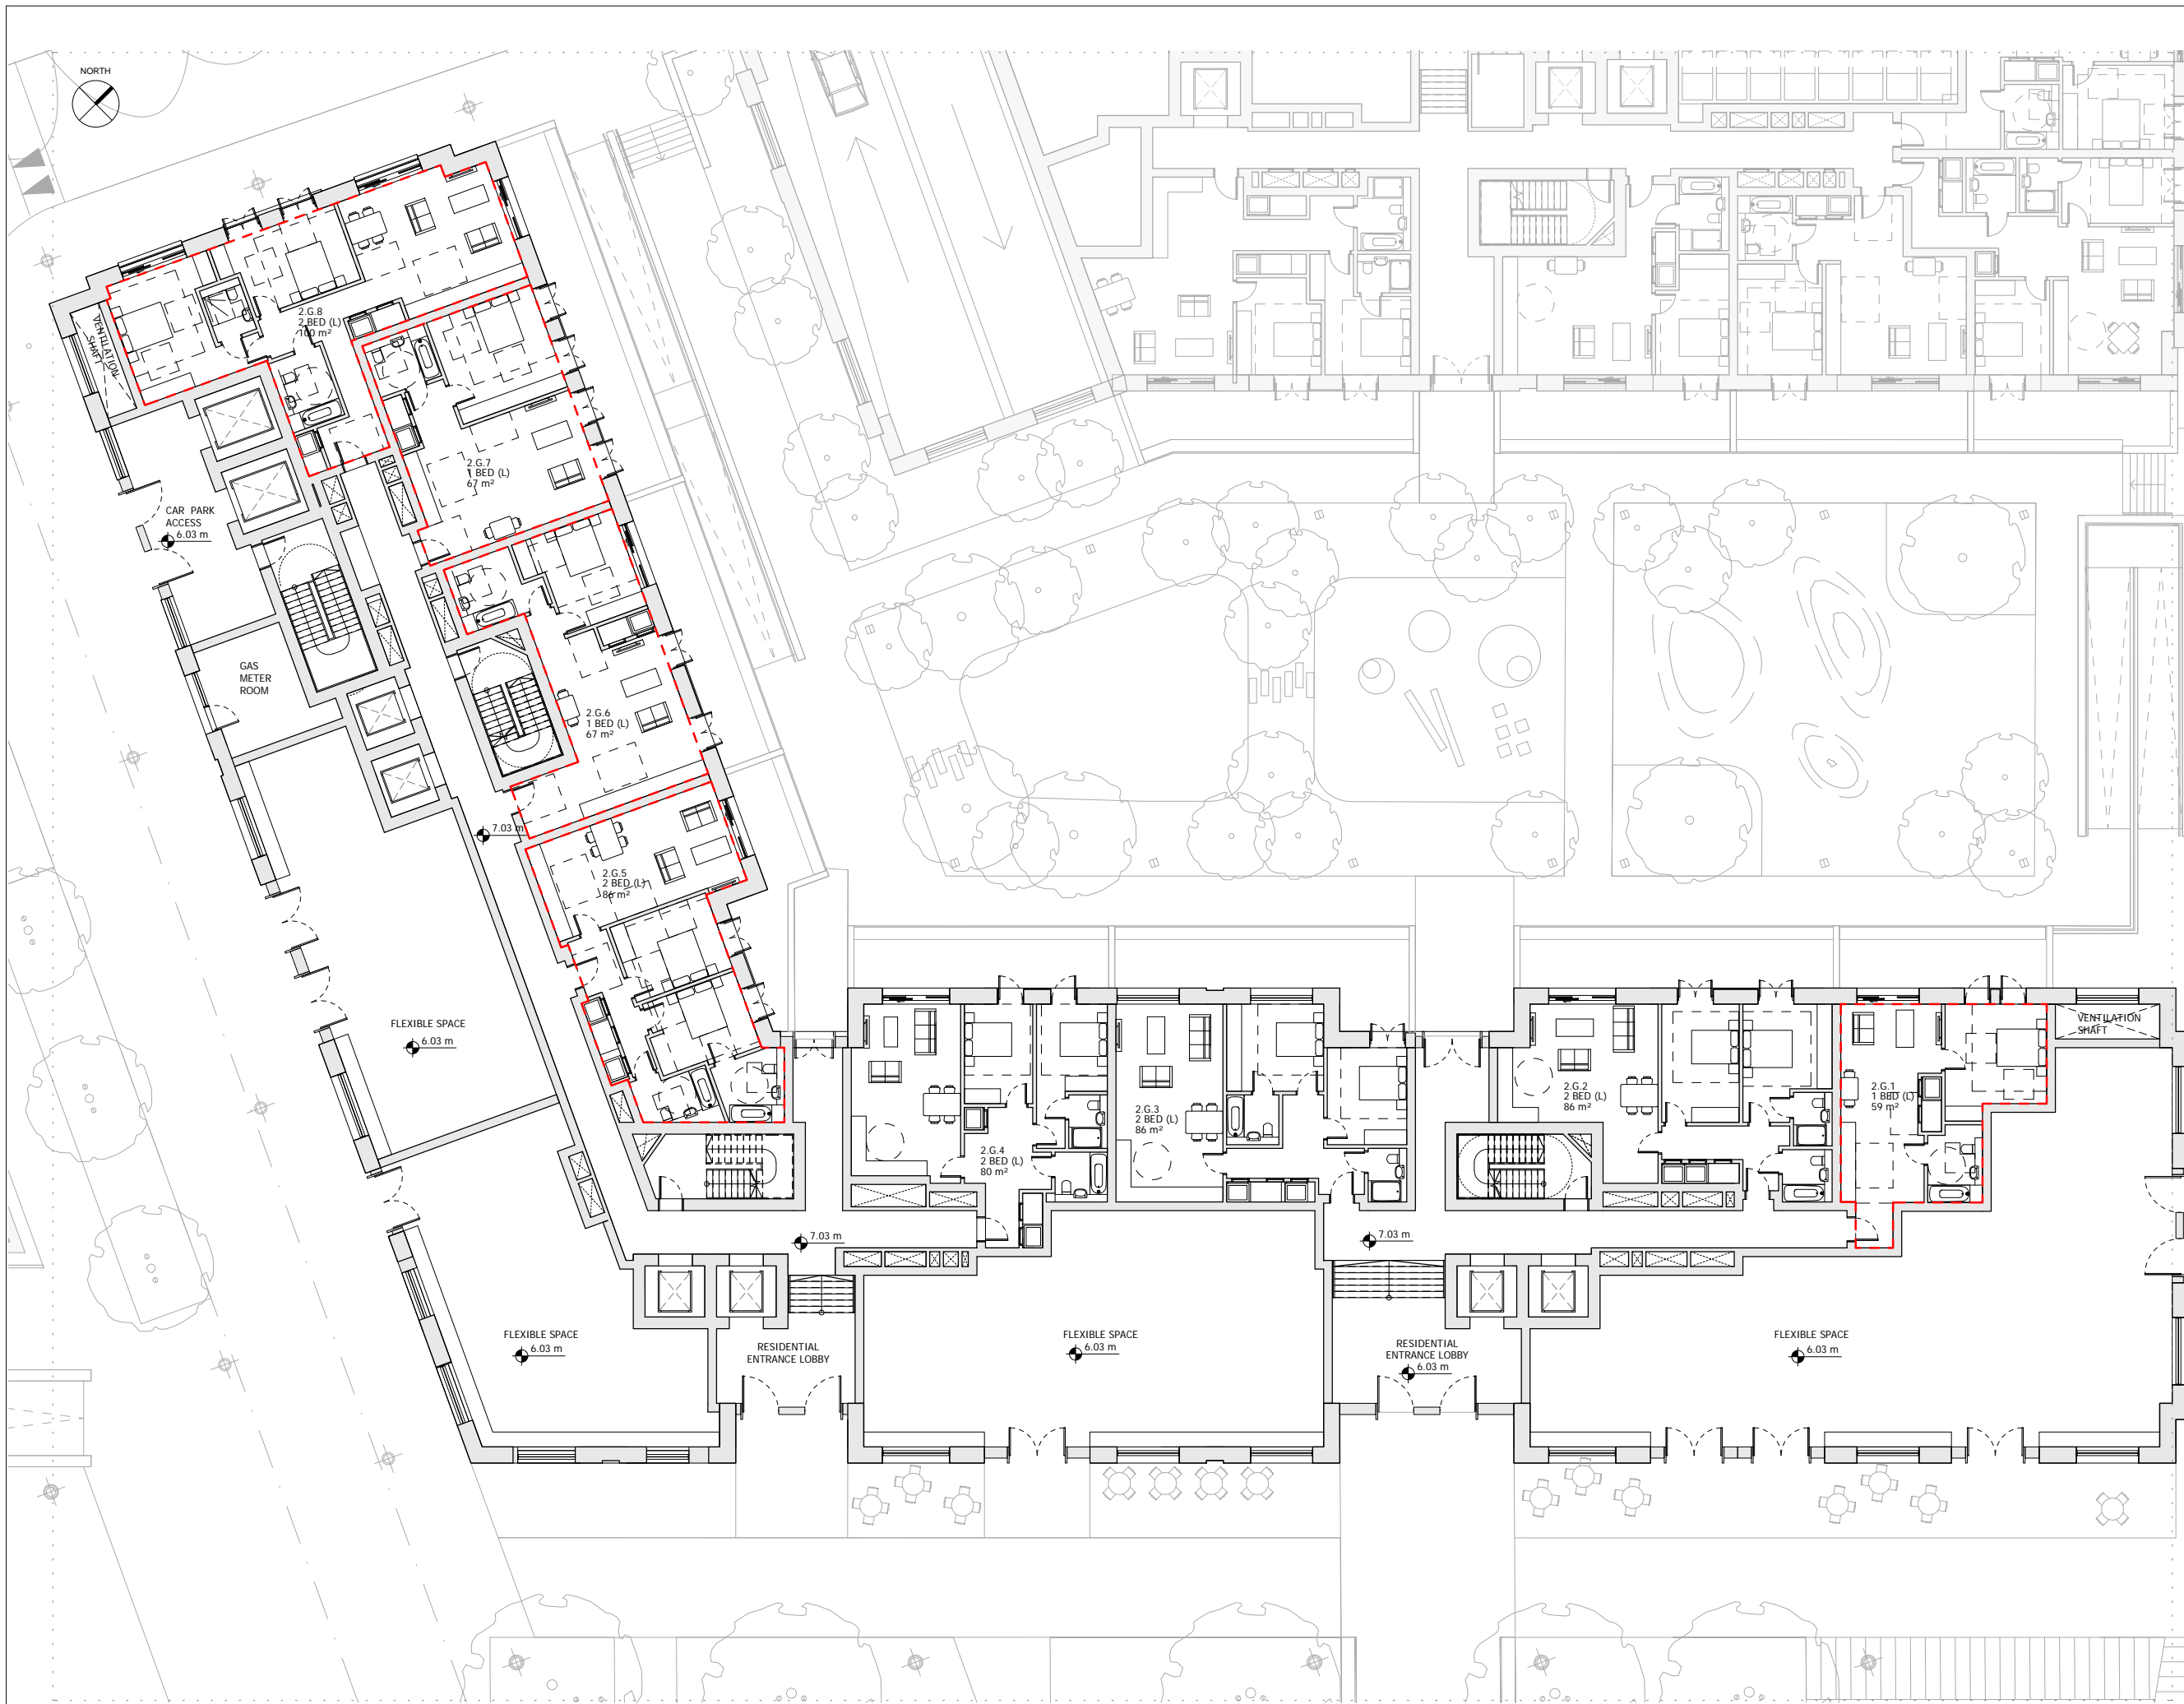 NORTH
2.G.8
2 BED (L)
100 m²
VENTILATION
SHAFT
2.G.7
1 BED (L)
67 m²
CAR PARK
ACCESS
6.03 m
GAS
METER
ROOM
2.G.6
1 BED (L)
67 m²
7.03 m
2.G.5
2 BED (L)
86 m²
FLEXIBLE SPACE
6.03 m
VENTILATION
SHAFT
2.G.2
2 BED (L)
86 m²
2.G.1
1 BED (L)
59 m²
2.G.3
2 BED (L)
86 m²
2.G.4
2 BED (L)
80 m²
7.03 m
7.03 m
FLEXIBLE SPACE
6.03 m
RESIDENTIAL
ENTRANCE LOBBY
FLEXIBLE SPACE
6.03 m
RESIDENTIAL
ENTRANCE LOBBY
6.03 m
FLEXIBLE SPACE
6.03 m